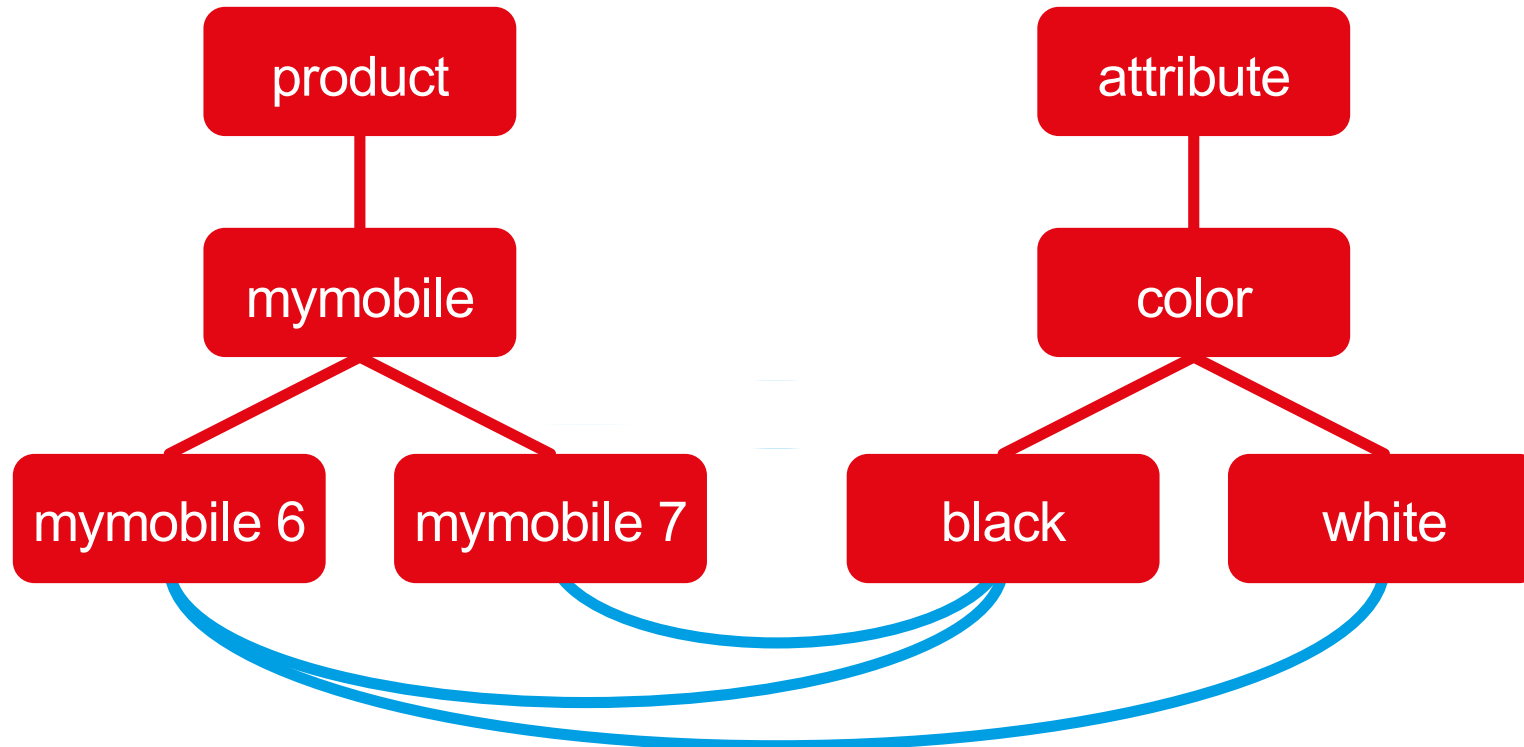 product
attribute
mymobile
color
mymobile 6
mymobile 7
black
white